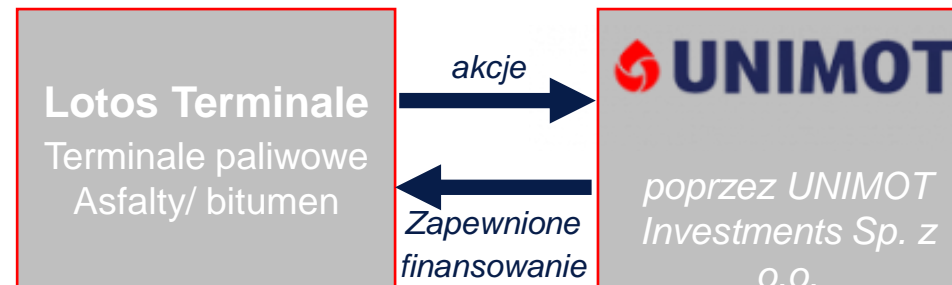 Lotos Terminale
Terminale paliwowe
Asfalty/ bitumen
akcje
Zapewnione
finansowanie
UNIMOT
poprzez UNIMOT
Investments Sp. z
o.o.